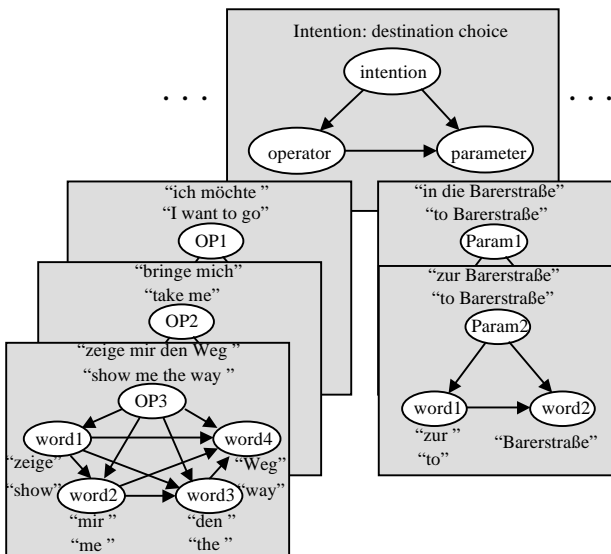 Intention: destination choice
intention
. . .
. . .
operator
parameter
“ich möchte ”
“I want to go”
OP1
“in die Barerstraße”
“to Barerstraße”
Param1
“bringe mich”
“take me”
OP2
“zur Barerstraße”
“to Barerstraße”
Param2
“zeige mir den Weg ”
“show me the way ”
OP3
word1
word4
“zeige”
“Weg”
“show”
“way”
word2
word3
“mir ”
“den ”
“me ”
“the ”
word1
word2
“zur ”
“Barerstraße”
“to”